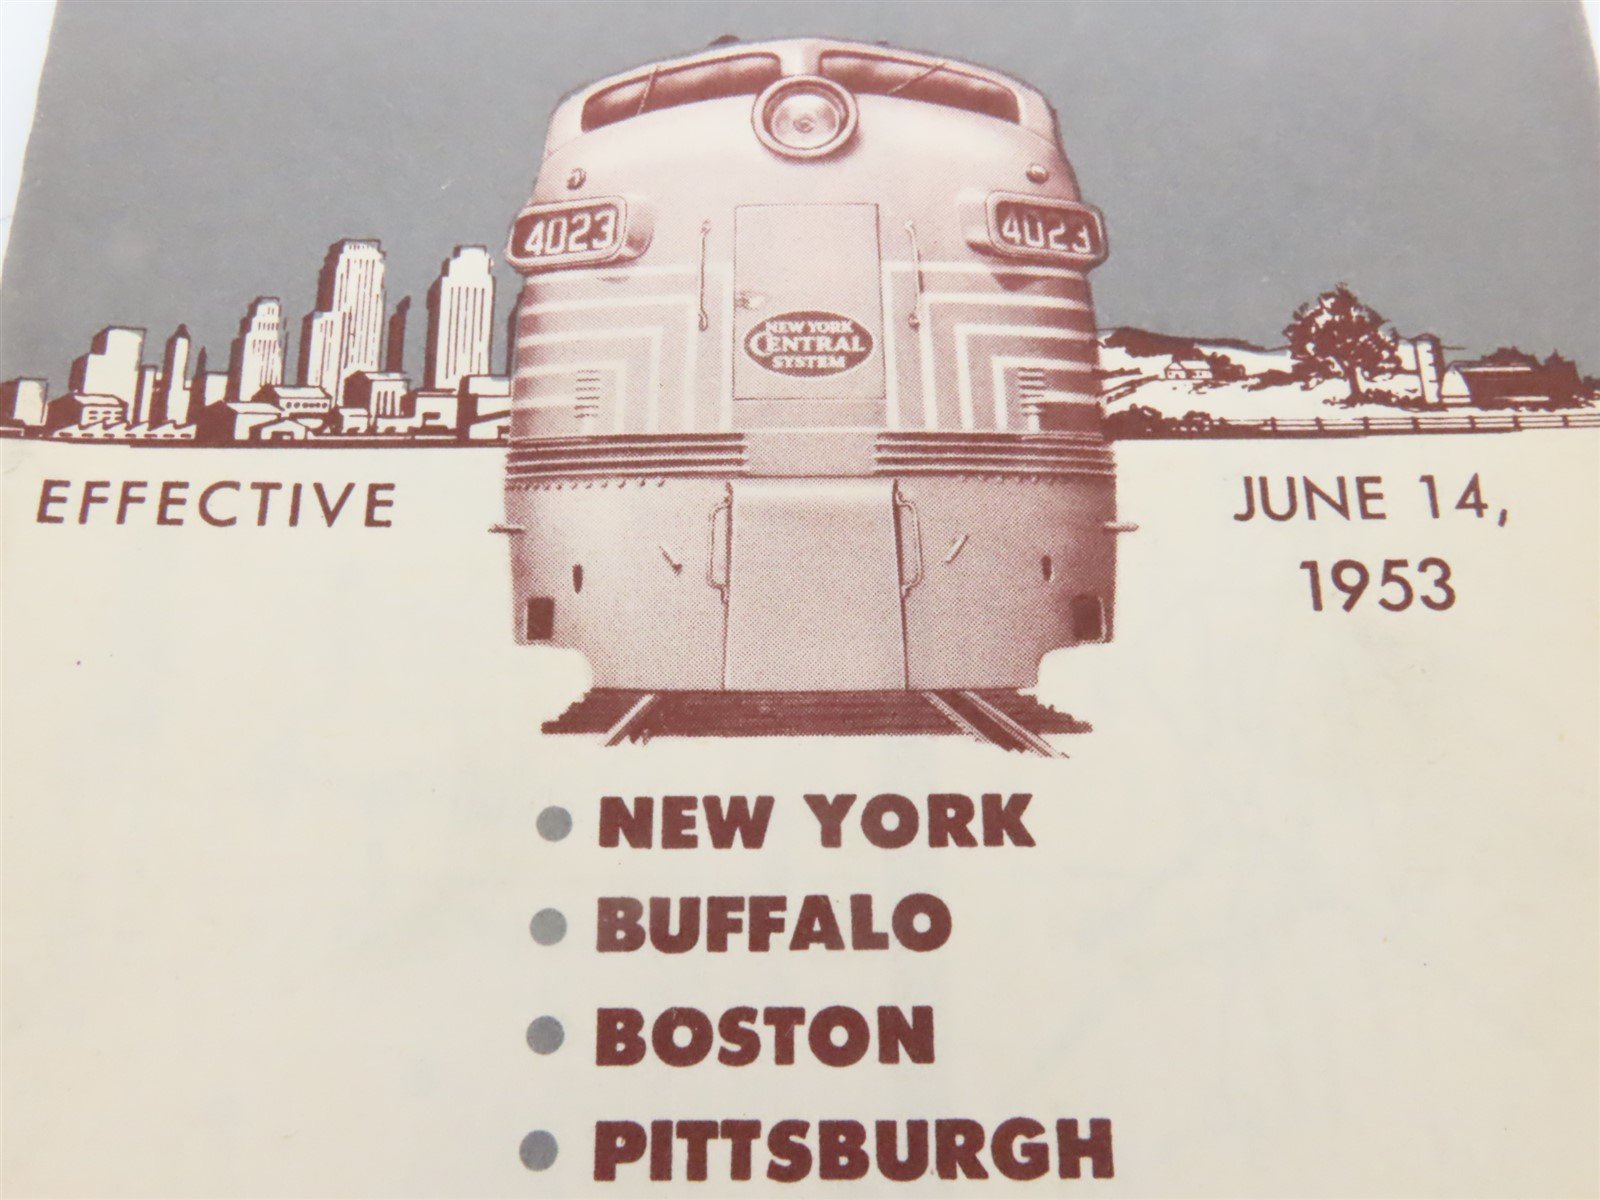 4023
4023
NEW YORK
CENTRAL
SYSTEM
EFFECTIVE
JUNE 14,
1953
NEW YORK
BUFFALO
BOSTON
PITTSBURGH